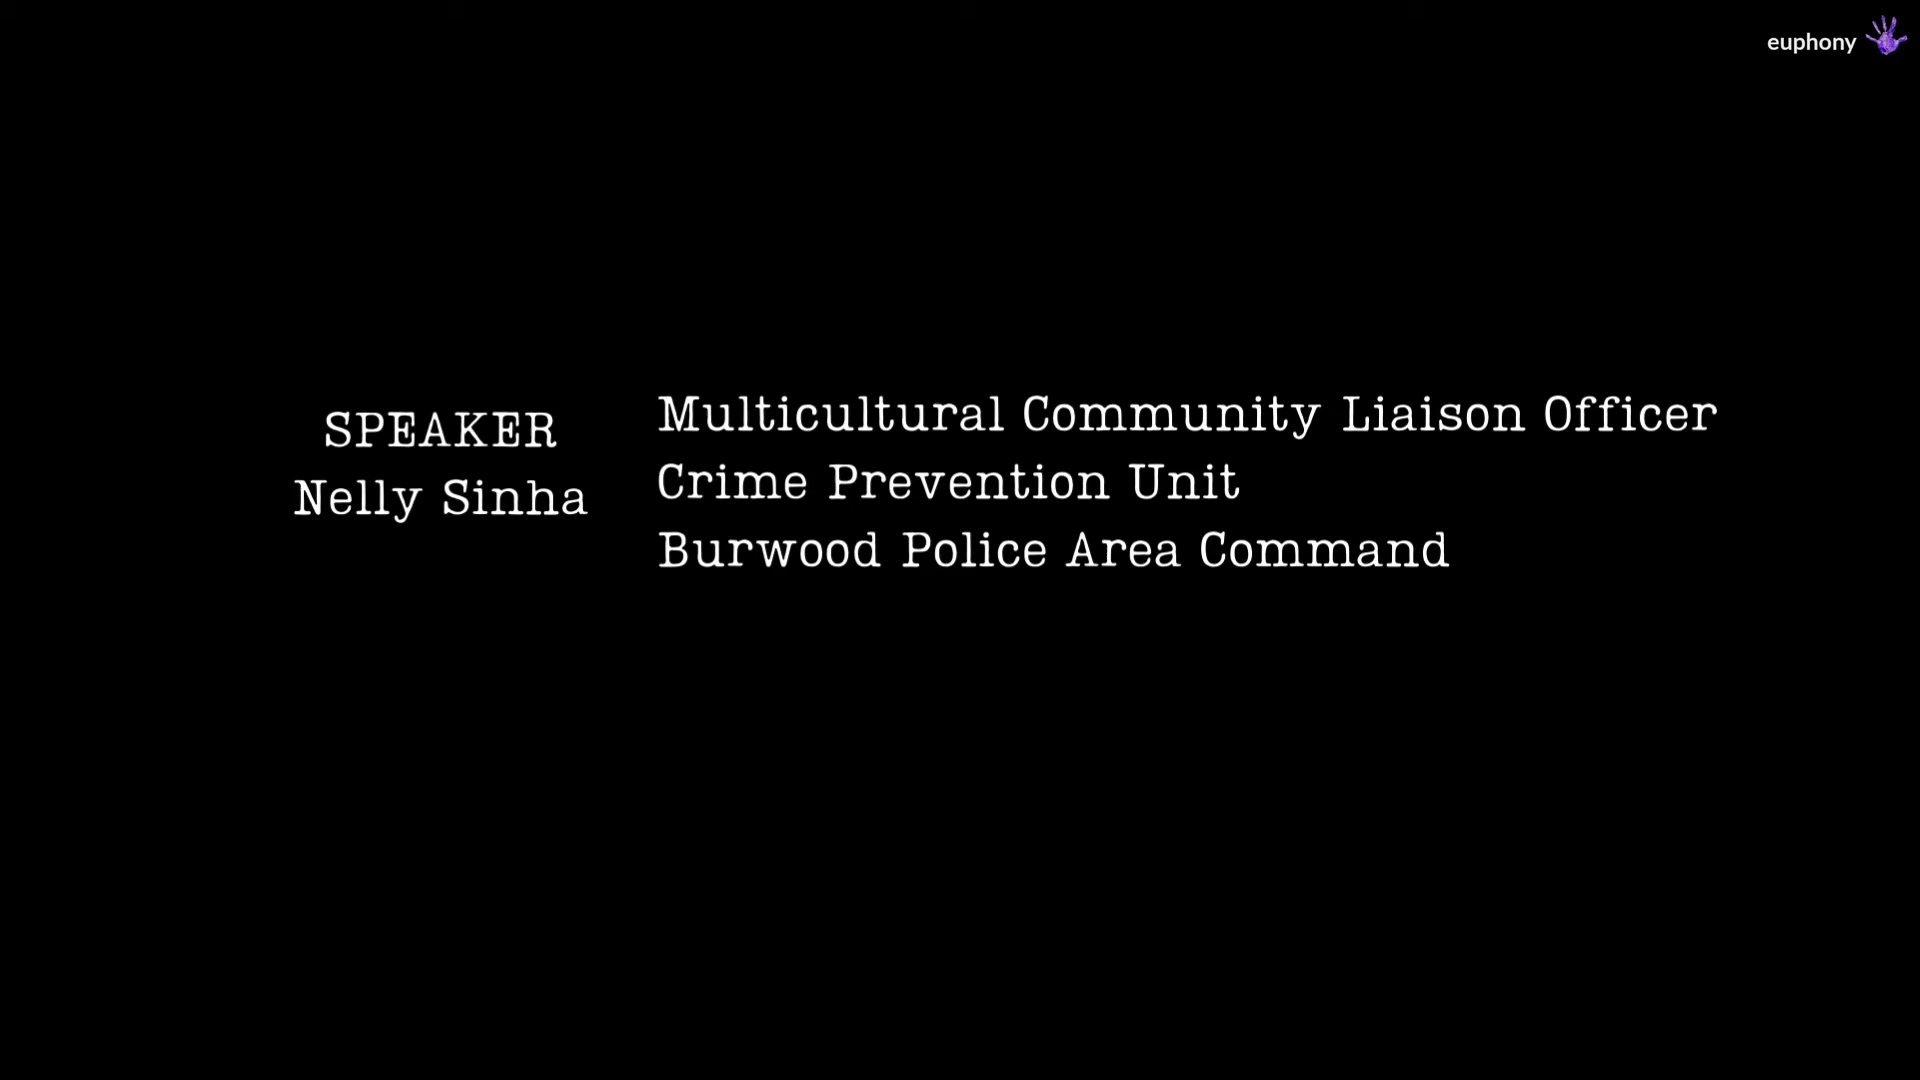 euphony
SPEAKER
Nelly Sinha
Multicultural Community Liaison Officer
Crime Prevention Unit
Burwood Police Area Command